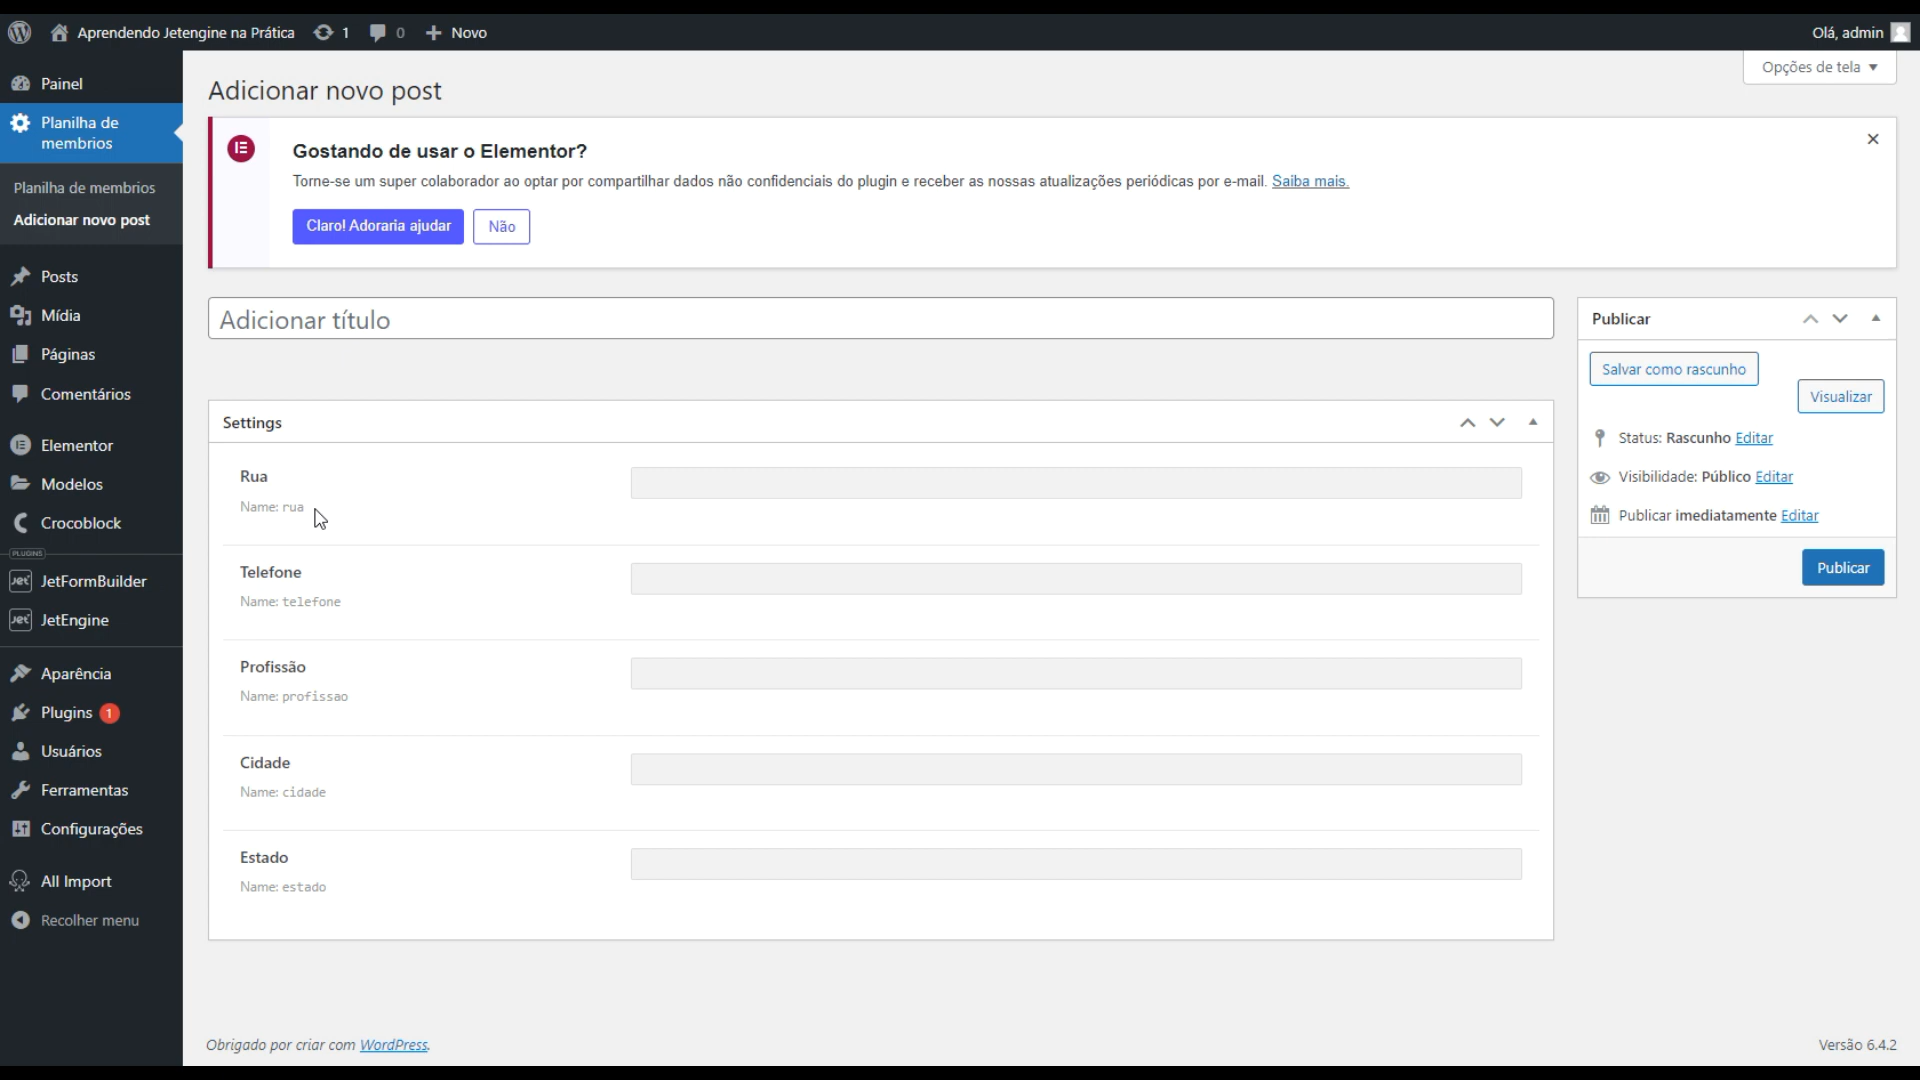 Aprendendo Jetengine na Prática 1 0 Novo
Olá, admin
Painel
Planilha de
membrios
Planilha de membrios
Adicionar novo post
Posts
Mídia
Páginas
Comentários
Elementor
Modelos
Crocoblock
PLUGINS
JetFormBuilder
JetEngine
Aparência
Plugins 1
Usuários
Ferramentas
Configurações
All Import
Recolher menu
Opções de tela
Adicionar novo post
Gostando de usar o Elementor?
Torne-se um super colaborador ao optar por compartilhar dados não confidenciais do plugin e receber as nossas atualizações periódicas por e-mail. Saiba mais.
Claro! Adoraria ajudar Não
Adicionar título
Settings
Rua
Name: rua
Telefone
Name: telefone
Profissão
Name: profissao
Cidade
Name: cidade
Estado
Name: estado
Publicar
Salvar como rascunho
Visualizar
Status: Rascunho Editar
Visibilidade: Público Editar
Publicar imediatamente Editar
Publicar
Obrigado por criar com WordPress.
Versão 6.4.2